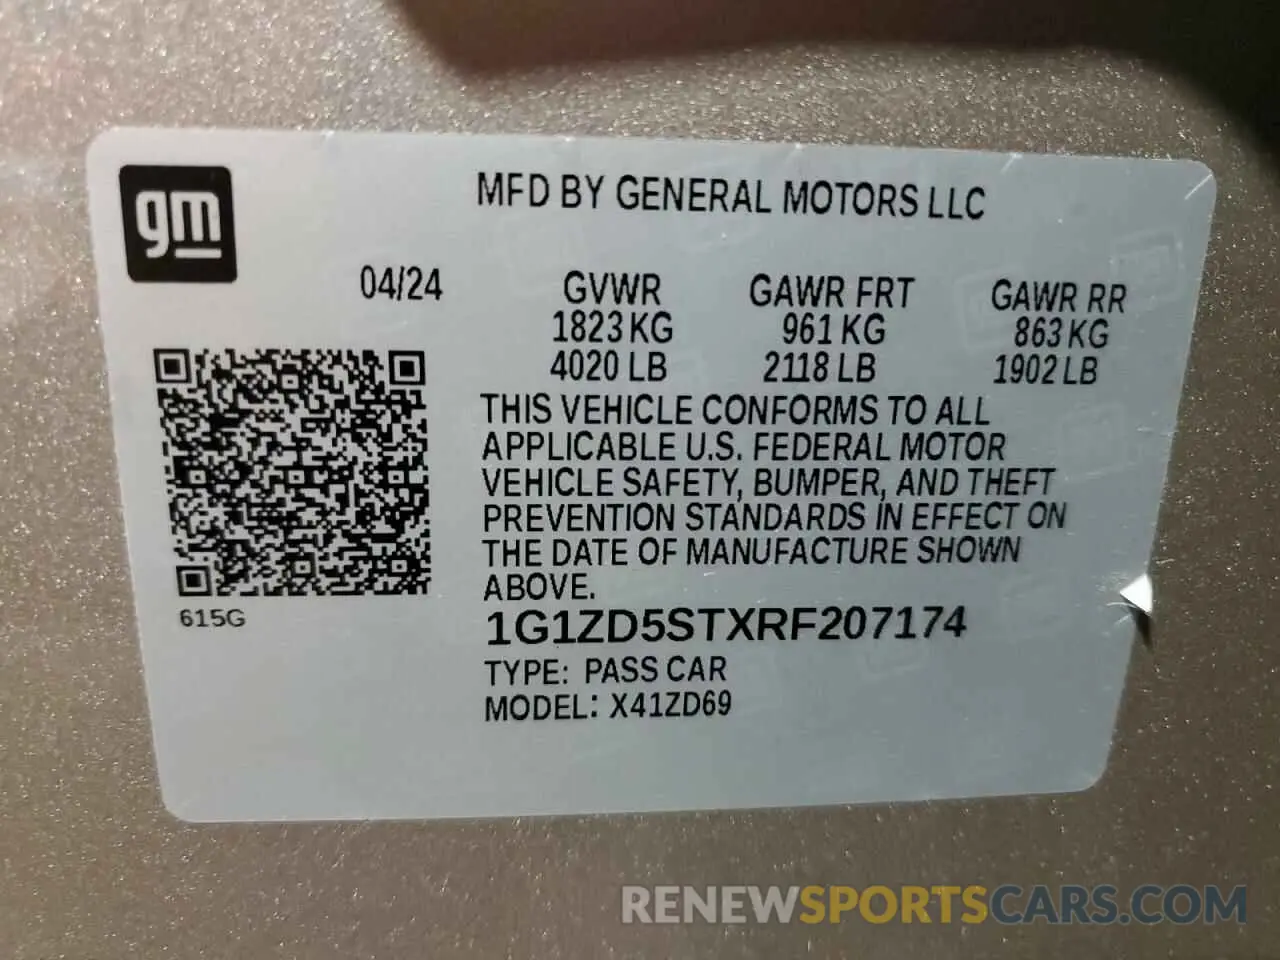 gm
MFD BY GENERAL MOTORS LLC
04/24 GVWR GAWR FRT GAWR RR
1823 KG 961 KG 863 KG
4020 LB 2118 LB 1902 LB
THIS VEHICLE CONFORMS TO ALL
APPLICABLE U.S. FEDERAL MOTOR
VEHICLE SAFETY, BUMPER, AND THEFT
PREVENTION STANDARDS IN EFFECT ON
THE DATE OF MANUFACTURE SHOWN
ABOVE.
615G
1G1ZD5STXRF207174
TYPE: PASS CAR
MODEL: X41ZD69
RENEWSPORTSCARS.COM